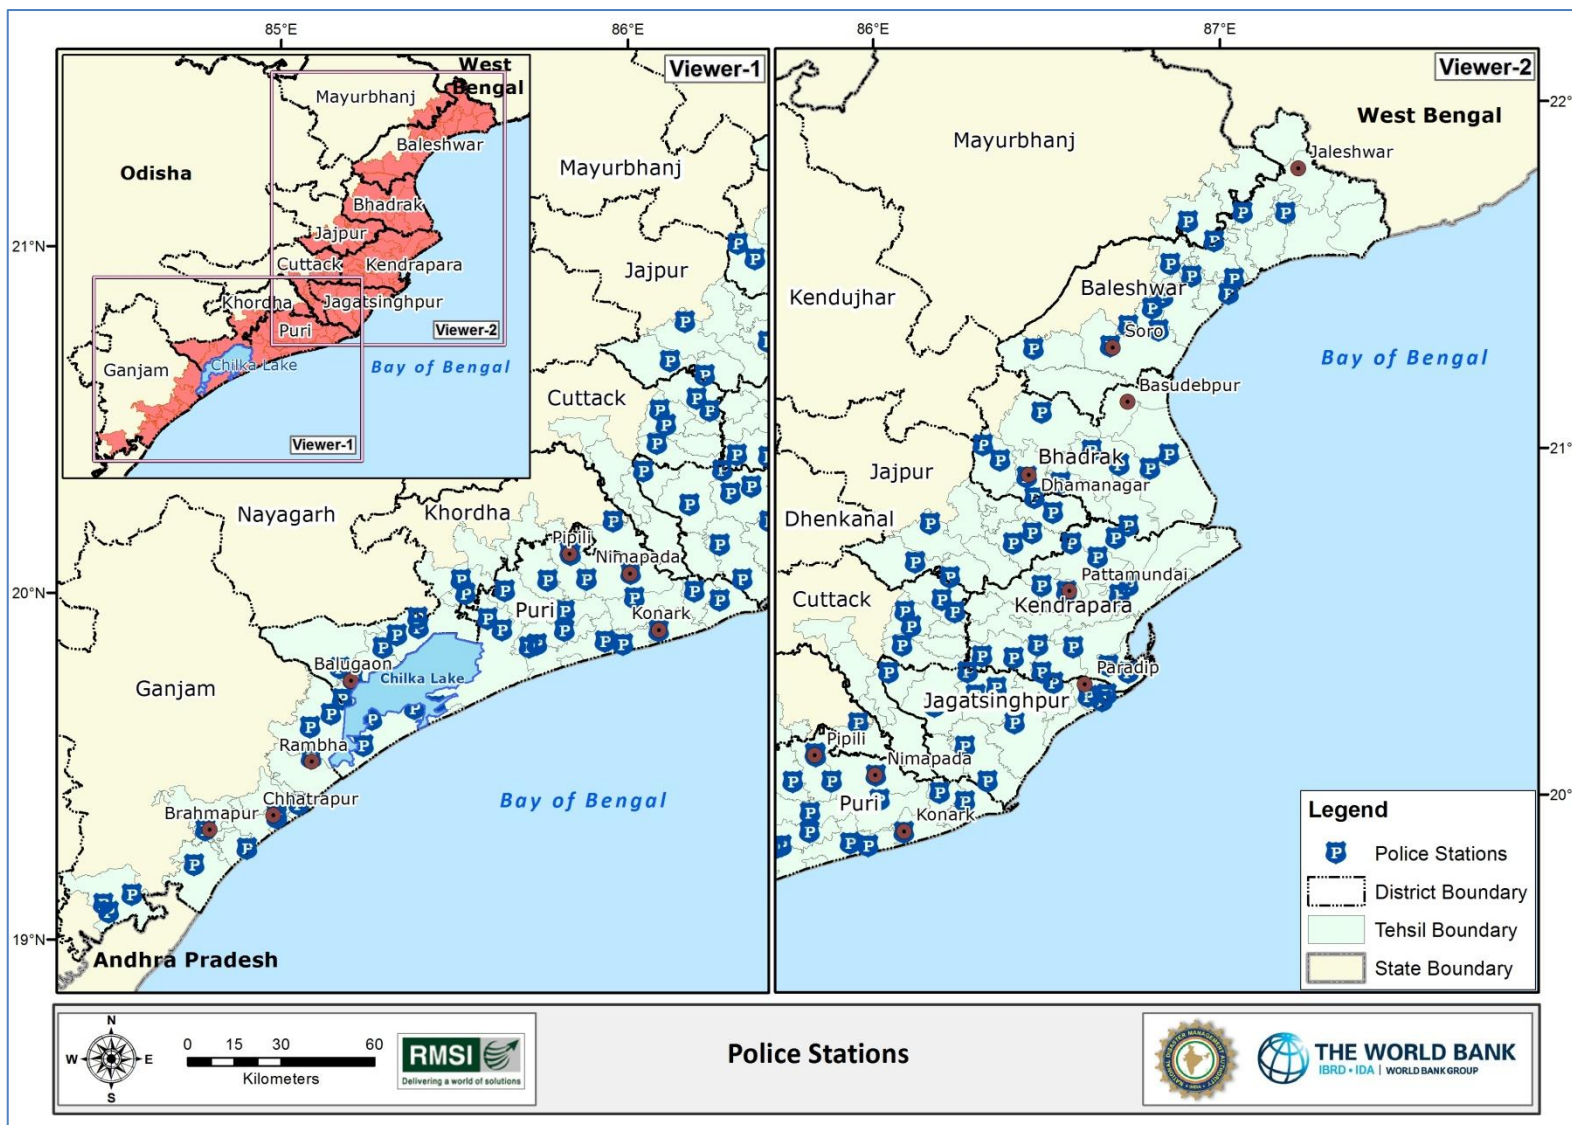 85°E
86°E
86°E
87°E
22°
21°N
21°
20°N
20°
19°N
Viewer-1
Viewer-2
West
Bengal
Mayurbhanj
Baleshwar
Odisha
Bhadrak
Jajpur
Cuttack
Kendrapara
Khordha
Jagatsinghpur
Puri
Viewer-2
Ganjam
Chilka Lake
Bay of Bengal
Viewer-1
Mayurbhanj
Jajpur
Cuttack
Nayagarh
Khordha
Pipili
Nimapada
Puri
Konark
Balugaon
Chilka Lake
Ganjam
Rambha
Chhatrapur
Brahmapur
Bay of Bengal
Andhra Pradesh
West Bengal
Mayurbhanj
Jaleshwar
Kendujhar
Baleshwar
Soro
Bay of Bengal
Basudebpur
Bhadrak
Jajpur
Dhamanagar
Dhenkanal
Pattamundai
Cuttack
Kendrapara
Paradip
Jagatsinghpur
Pipili
Nimapada
Puri
Konark
Legend
P Police Stations
District Boundary
Tehsil Boundary
State Boundary
N
W E
S
0 15 30 60
Kilometers
RMSI
Delivering a world of solutions
Police Stations
NATIONAL DISASTER MANAGEMENT AUTHORITY
THE WORLD BANK
IBRD • IDA | WORLD BANK GROUP